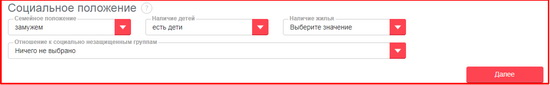 Социальное положение ?
Семейное положение Наличие детей Наличие жилья
замужем есть дети Выберите значение
Отношение к социально незащищенным группам
Ничего не выбрано
Далее